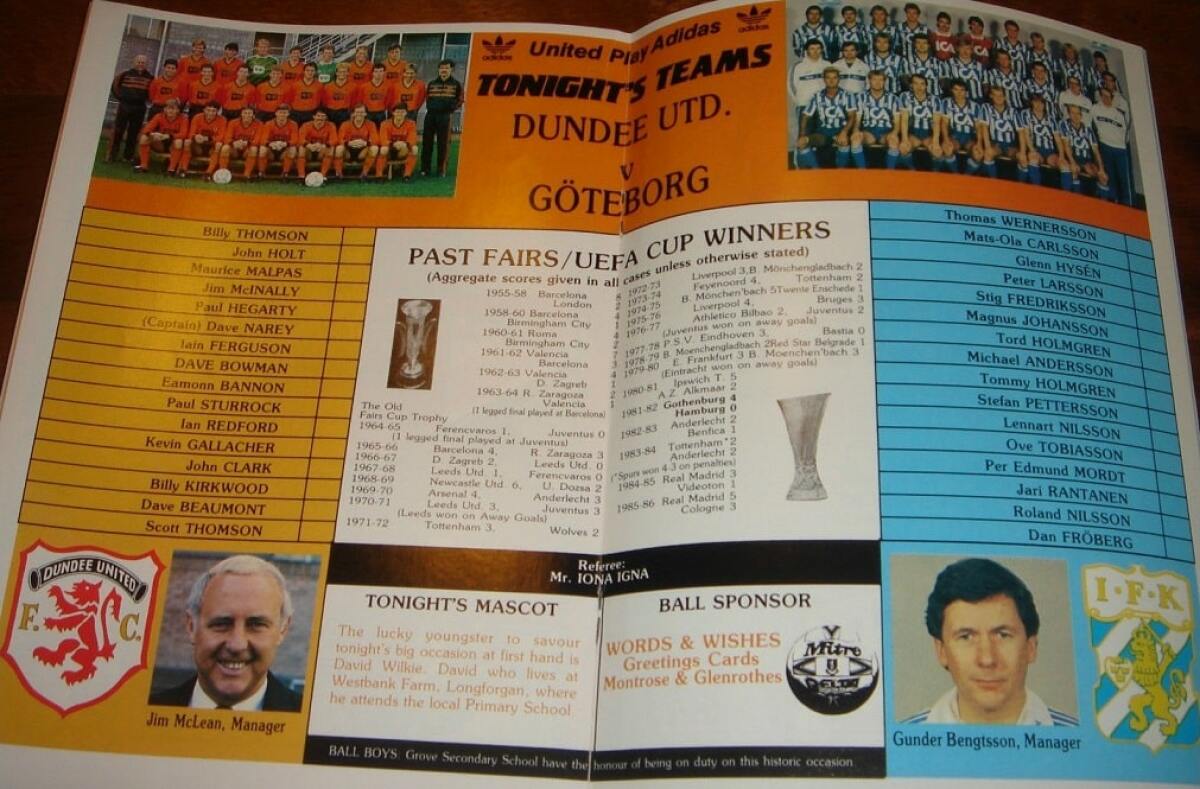 adidas
United Play Adidas
adidas
TONIGHT'S TEAMS
DUNDEE UTD.
v
GÖTEBORG
ICA
ICA
ICA
Billy THOMSON
John HOLT
Maurice MALPAS
Jim McINALLY
Paul HEGARTY
(Captain) Dave NAREY
Iain FERGUSON
DAVE BOWMAN
Eamonn BANNON
Paul STURROCK
Ian REDFORD
Kevin GALLACHER
John CLARK
Billy KIRKWOOD
Dave BEAUMONT
Scott THOMSON
DUNDEE UNITED
F. C.
Jim McLean, Manager
PAST FAIRS/UEFA CUP WINNERS
(Aggregate scores given in all cases unless otherwise stated)
1955-58 Barcelona 8
London 2
1958-60 Barcelona 4
Birmingham City 1
1960-61 Roma 4
Birmingham City 2
1961-62 Valencia 7
Barcelona 3
1962-63 Valencia 4
D. Zagreb 1
1963-64 R. Zaragoza 2
Valencia 1
(1 legged final played at Barcelona)
The Old
Fairs Cup Trophy
1964-65 Ferencvaros 1, Juventus 0
(1 legged final played at Juventus)
1965-66 Barcelona 4, R. Zaragoza 3
1966-67 D. Zagreb 2, Leeds Utd. 0
1967-68 Leeds Utd. 1, Ferencvaros 0
1968-69 Newcastle Utd. 6, U. Dozsa 2
1969-70 Arsenal 4, Anderlecht 3
1970-71 Leeds Utd. 3, Juventus 3
(Leeds won on Away Goals)
1971-72 Tottenham 3, Wolves 2
1972-73 Liverpool 3, B. Mönchengladbach 2
1973-74 Feyenoord 4, Tottenham 2
1974-75 B. Mönchen'bach 5 Twente Enschede 1
1975-76 Liverpool 4, Bruges 3
1976-77 Athletico Bilbao 2, Juventus 2
(Juventus won on away goals)
1977-78 P.S.V. Eindhoven 3, Bastia 0
1978-79 B. Moenchengladbach 2 Red Star Belgrade 1
1979-80 E. Frankfurt 3 B. Moenchen'bach 3
(Eintracht won on away goals)
1980-81 Ipswich T. 5
A.Z. Alkmaar 2
1981-82 Gothenburg 4
Hamburg 0
1982-83 Anderlecht 2
Benfica 1
1983-84 Tottenham *2
Anderlecht 2
(*Spurs won 4-3 on penalties)
1984-85 Real Madrid 3
Videoton 1
1985-86 Real Madrid 5
Cologne 3
Referee:
Mr. IONA IGNA
TONIGHT'S MASCOT
The lucky youngster to savour
tonight's big occasion at first hand is
David Wilkie. David who lives at
Westbank Farm, Longforgan, where
he attends the local Primary School
BALL SPONSOR
WORDS & WISHES
Greetings Cards
Montrose & Glenrothes
Mitre
DELTA
BALL BOYS: Grove Secondary School have the honour of being on duty on this historic occasion
Thomas WERNERSSON
Mats-Ola CARLSSON
Glenn HYSÉN
Peter LARSSON
Stig FREDRIKSSON
Magnus JOHANSSON
Tord HOLMGREN
Michael ANDERSSON
Tommy HOLMGREN
Stefan PETTERSSON
Lennart NILSSON
Ove TOBIASSON
Per Edmund MORDT
Jari RANTANEN
Roland NILSSON
Dan FRÖBERG
I·F·K
Gunder Bengtsson, Manager